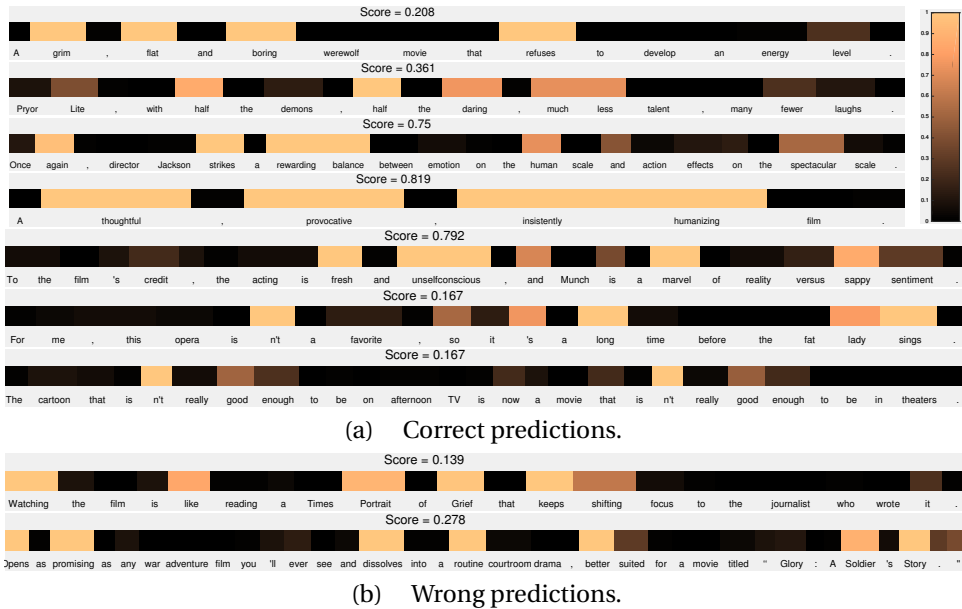 Score = 0.208
A grim , flat and boring werewolf movie that refuses to develop an energy level .
Score = 0.361
Pryor Lite , with half the demons , half the daring , much less talent , many fewer laughs .
Score = 0.75
Once again , director Jackson strikes a rewarding balance between emotion on the human scale and action effects on the spectacular scale .
Score = 0.819
A thoughtful , provocative , insistently humanizing film .
Score = 0.792
To the film 's credit , the acting is fresh and unselfconscious , and Munch is a marvel of reality versus sappy sentiment .
Score = 0.167
For me , this opera is n't a favorite , so it 's a long time before the fat lady sings .
Score = 0.167
The cartoon that is n't really good enough to be on afternoon TV is now a movie that is n't really good enough to be in theaters .
(a) Correct predictions.
Score = 0.139
Watching the film is like reading a Times Portrait of Grief that keeps shifting focus to the journalist who wrote it .
Score = 0.278
Opens as promising as any war adventure film you 'll ever see and dissolves into a routine courtroom drama , better suited for a movie titled " Glory : A Soldier 's Story . "
(b) Wrong predictions.
1
0.9
0.8
0.7
0.6
0.5
0.4
0.3
0.2
0.1
0